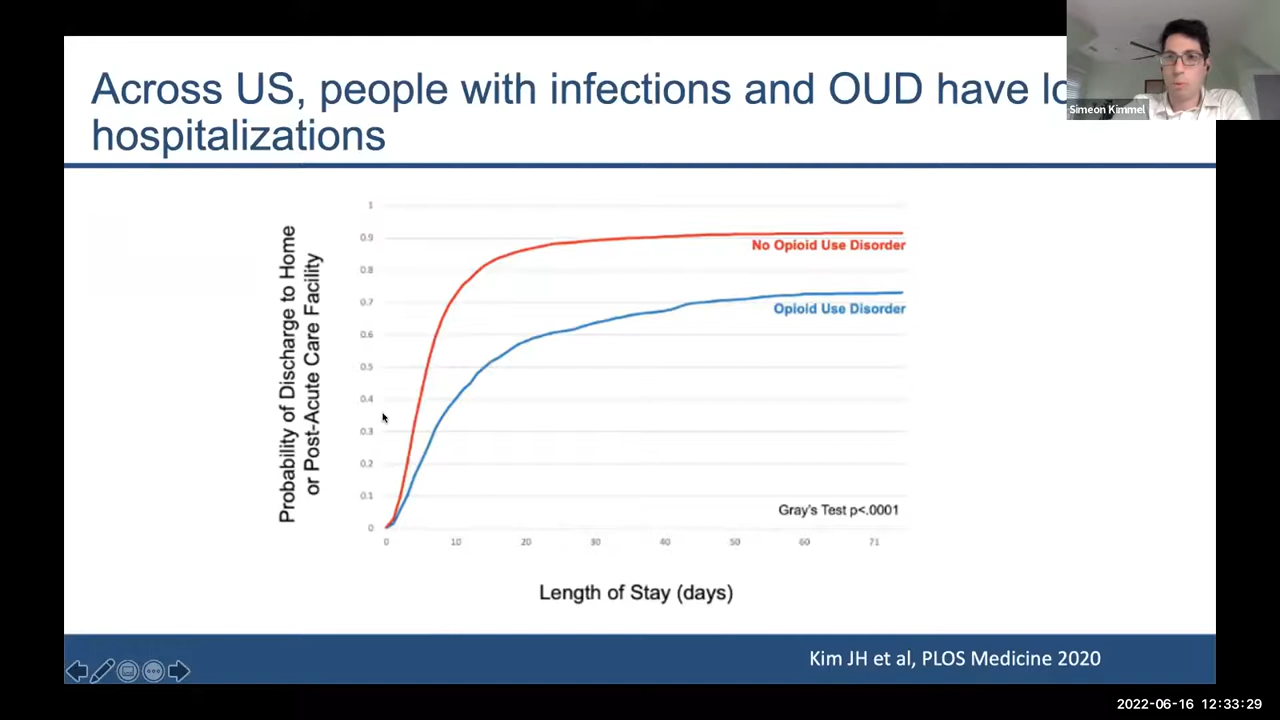 Across US, people with infections and OUD have
hospitalizations
Simeon Kimmel
Probability of Discharge to Home
or Post-Acute Care Facility
1
0.9
0.8
0.7
0.6
0.5
0.4
0.3
0.2
0.1
0
No Opioid Use Disorder
Opioid Use Disorder
Gray's Test p<.0001
0 10 20 30 40 50 60 71
Length of Stay (days)
Kim JH et al, PLOS Medicine 2020
2022-06-16 12:33:29